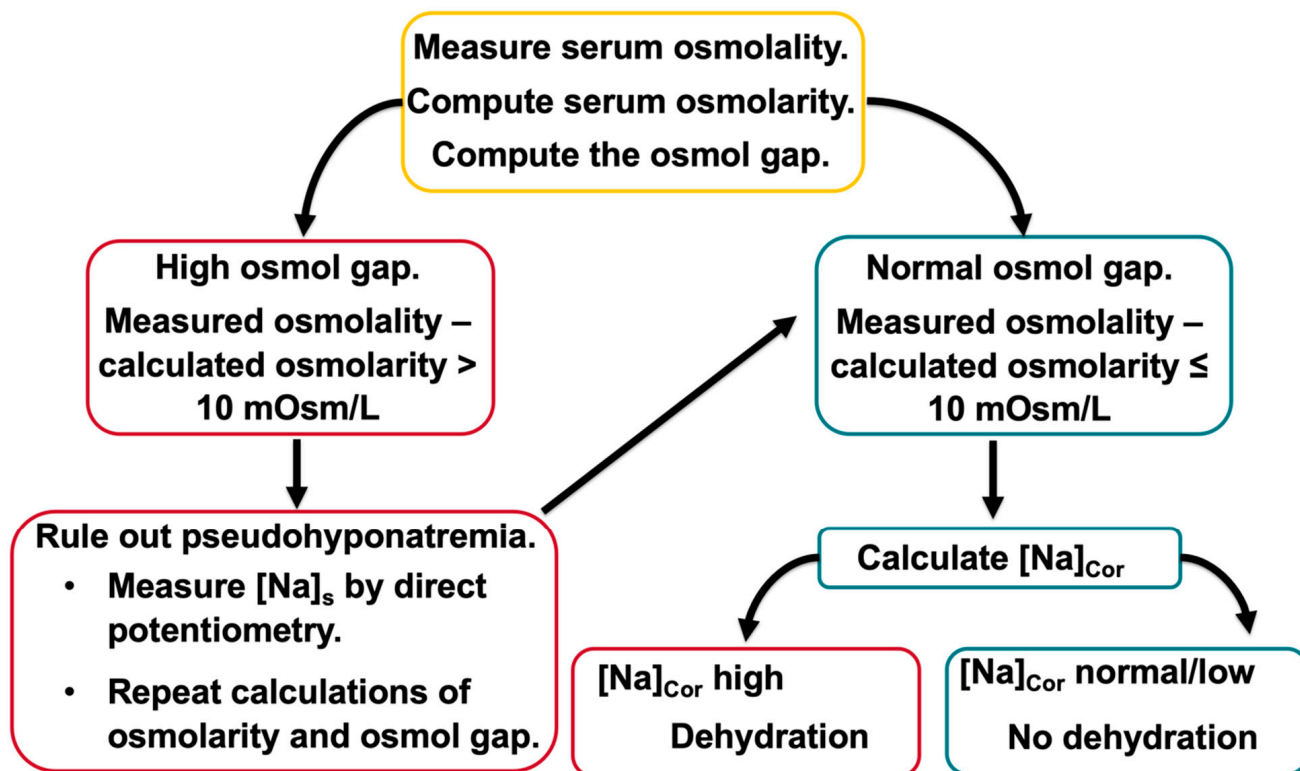 Measure serum osmolality.
Compute serum osmolarity.
Compute the osmol gap.
High osmol gap.
Measured osmolality –
calculated osmolarity >
10 mOsm/L
Normal osmol gap.
Measured osmolality –
calculated osmolarity ≤
10 mOsm/L
Rule out pseudohyponatremia.
• Measure [Na]s by direct
potentiometry.
• Repeat calculations of
osmolarity and osmol gap.
Calculate [Na]Cor
[Na]Cor high
Dehydration
[Na]Cor normal/low
No dehydration